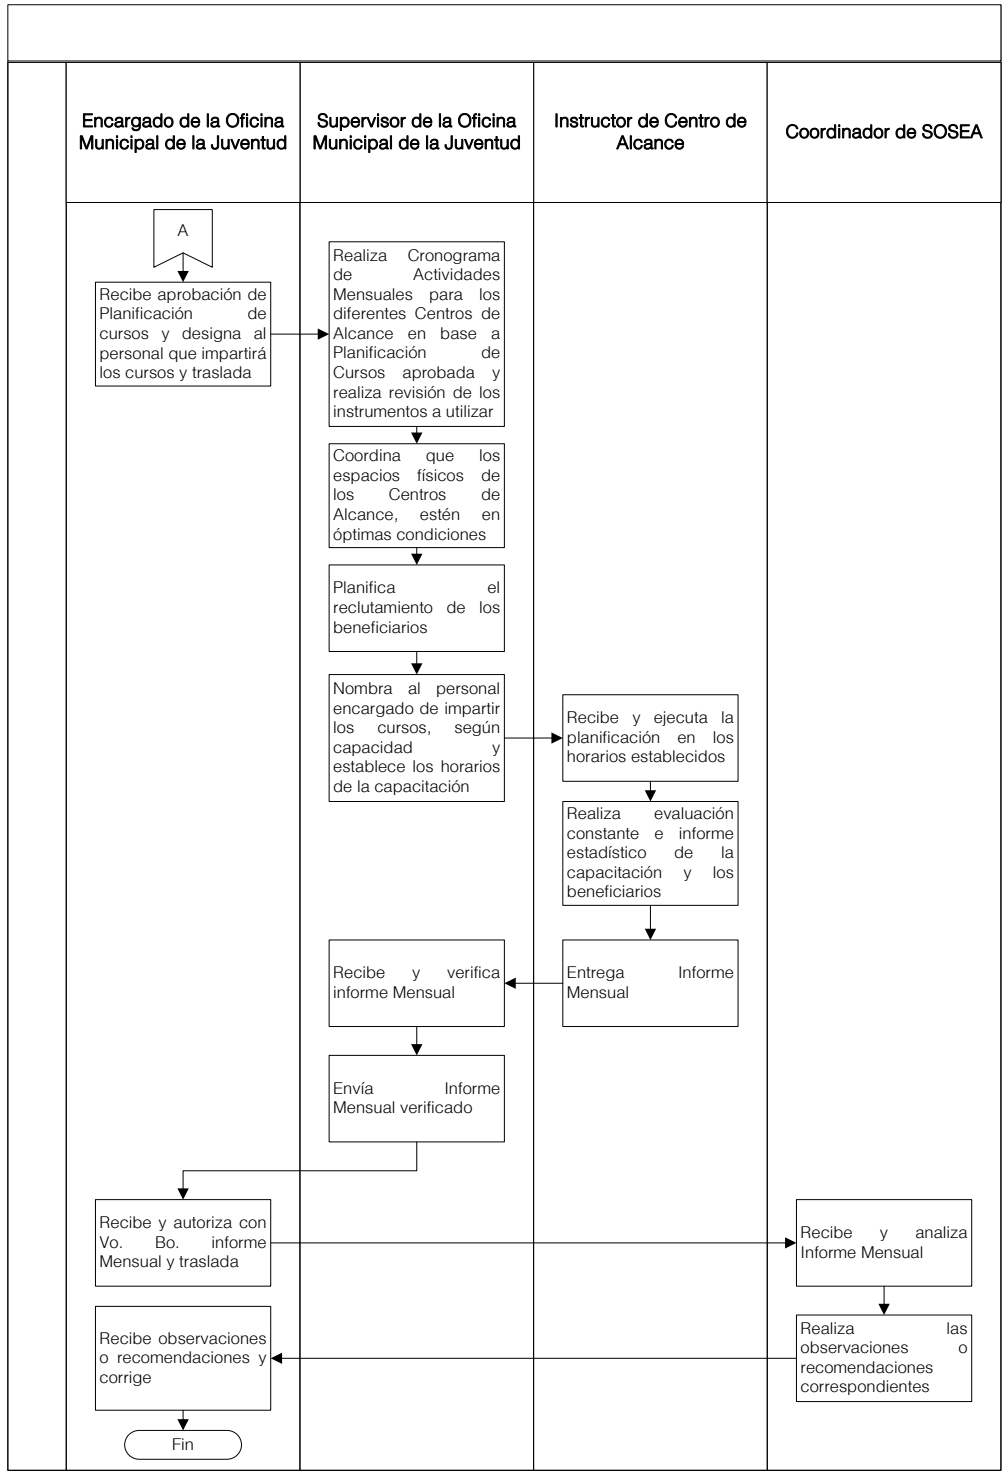 Encargado de la Oficina
Municipal de la Juventud
Supervisor de la Oficina
Municipal de la Juventud
Instructor de Centro de
Alcance
Coordinador de SOSEA
A
Recibe aprobación de
Planificación de
cursos y designa al
personal que impartirá
los cursos y traslada
Realiza Cronograma
de Actividades
Mensuales para los
diferentes Centros de
Alcance en base a
Planificación de
Cursos aprobada y
realiza revisión de los
instrumentos a utilizar
Coordina que los
espacios físicos de
los Centros de
Alcance, estén en
óptimas condiciones
Planifica el
reclutamiento de los
beneficiarios
Nombra al personal
encargado de impartir
los cursos, según
capacidad y
establece los horarios
de la capacitación
Recibe y ejecuta la
planificación en los
horarios establecidos
Realiza evaluación
constante e informe
estadístico de la
capacitación y los
beneficiarios
Entrega Informe
Mensual
Recibe y verifica
informe Mensual
Envía Informe
Mensual verificado
Recibe y autoriza con
Vo. Bo. informe
Mensual y traslada
Recibe y analiza
Informe Mensual
Realiza las
observaciones o
recomendaciones
correspondientes
Recibe observaciones
o recomendaciones y
corrige
Fin